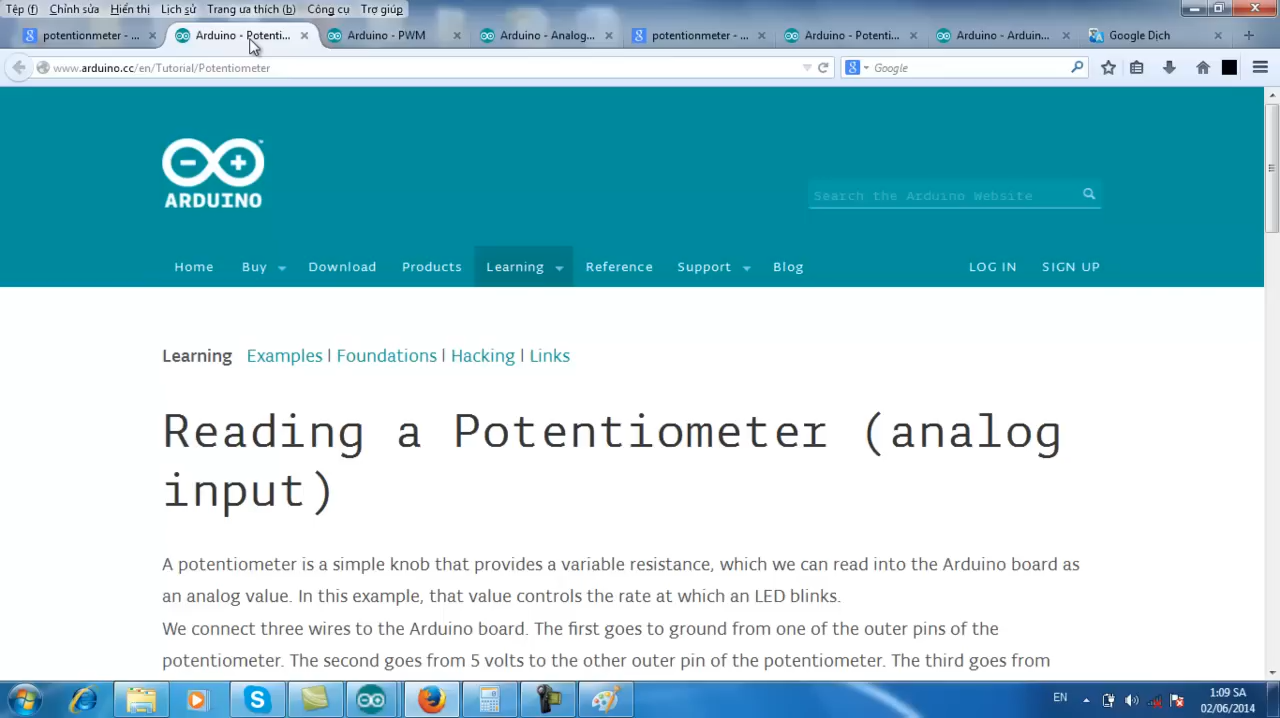 Tệp (f) Chỉnh sửa Hiển thị Lịch sử Trang ưa thích (b) Công cụ Trợ giúp
potentionmeter - ... Arduino - Potenti... Arduino - PWM Arduino - Analog... potentionmeter - ... Arduino - Potenti... Arduino - Arduin... Google Dịch
www.arduino.cc/en/Tutorial/Potentiometer
Google
ARDUINO
Search the Arduino Website
Home Buy Download Products Learning Reference Support Blog LOG IN SIGN UP
Learning Examples | Foundations | Hacking | Links
Reading a Potentiometer (analog
input)
A potentiometer is a simple knob that provides a variable resistance, which we can read into the Arduino board as
an analog value. In this example, that value controls the rate at which an LED blinks.
We connect three wires to the Arduino board. The first goes to ground from one of the outer pins of the
potentiometer. The second goes from 5 volts to the other outer pin of the potentiometer. The third goes from
EN
1:09 SA
02/06/2014